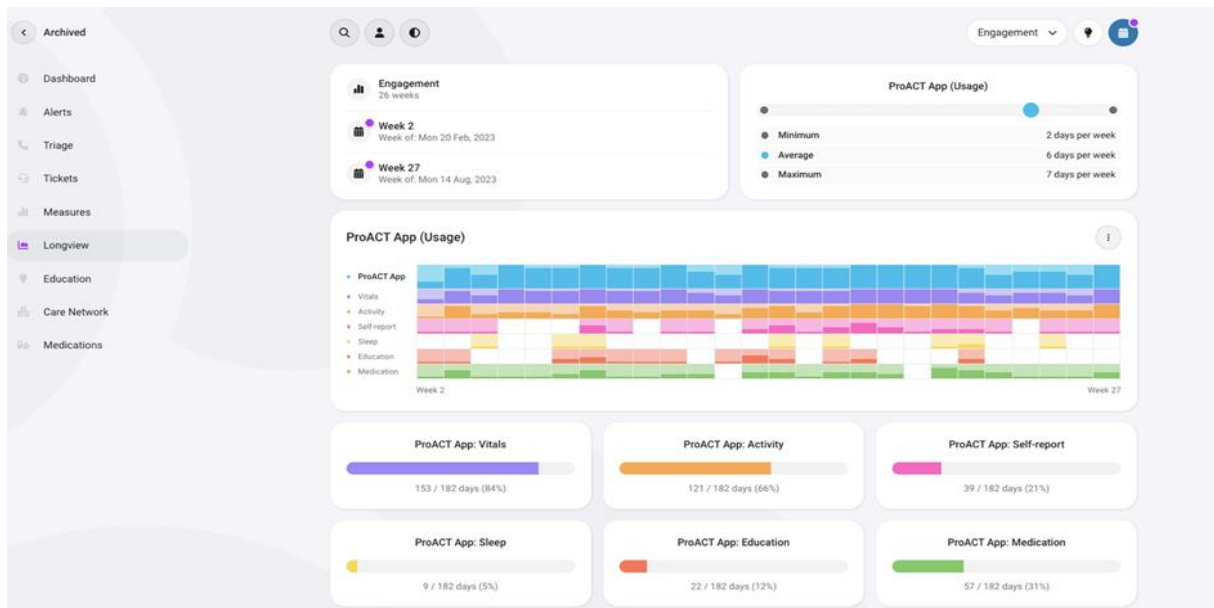 Archived
Dashboard
Alerts
Triage
Tickets
Measures
Longview
Education
Care Network
Medications
Engagement
Engagement
26 weeks
Week 2
Week of: Mon 20 Feb, 2023
Week 27
Week of: Mon 14 Aug, 2023
ProACT App (Usage)
Minimum 2 days per week
Average 6 days per week
Maximum 7 days per week
ProACT App (Usage)
ProACT App
Vitals
Activity
Self-report
Sleep
Education
Medication
Week 2 Week 27
ProACT App: Vitals
153 / 182 days (84%)
ProACT App: Activity
121 / 182 days (66%)
ProACT App: Self-report
39 / 182 days (21%)
ProACT App: Sleep
9 / 182 days (5%)
ProACT App: Education
22 / 182 days (12%)
ProACT App: Medication
57 / 182 days (31%)